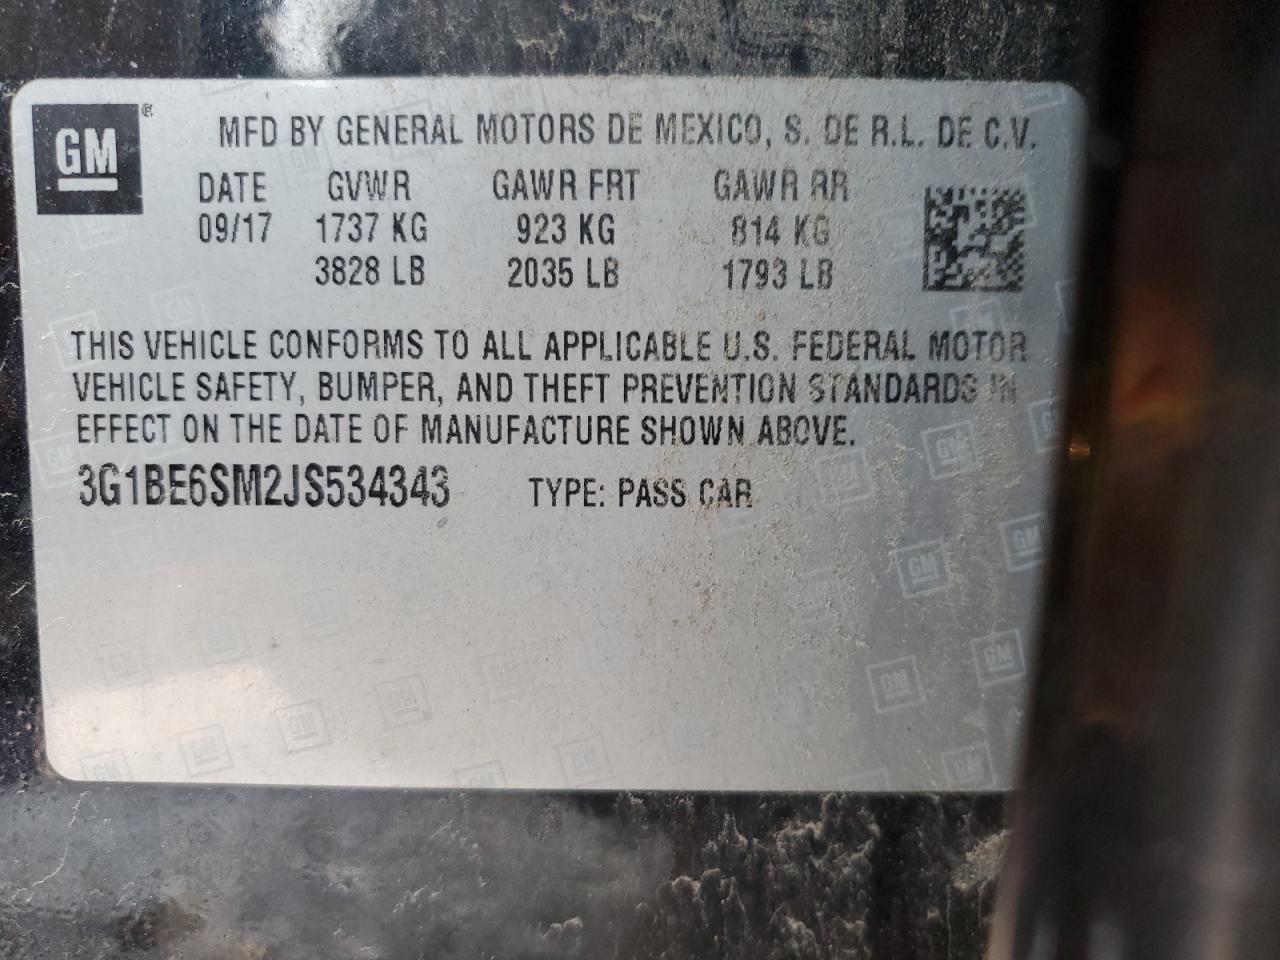 GM ®
MFD BY GENERAL MOTORS DE MEXICO, S. DE R.L. DE C.V.
DATE GVWR GAWR FRT GAWR RR
09/17 1737 KG 923 KG 814 KG
3828 LB 2035 LB 1793 LB
THIS VEHICLE CONFORMS TO ALL APPLICABLE U.S. FEDERAL MOTOR
VEHICLE SAFETY, BUMPER, AND THEFT PREVENTION STANDARDS IN
EFFECT ON THE DATE OF MANUFACTURE SHOWN ABOVE.
3G1BE6SM2JS534343 TYPE: PASS CAR